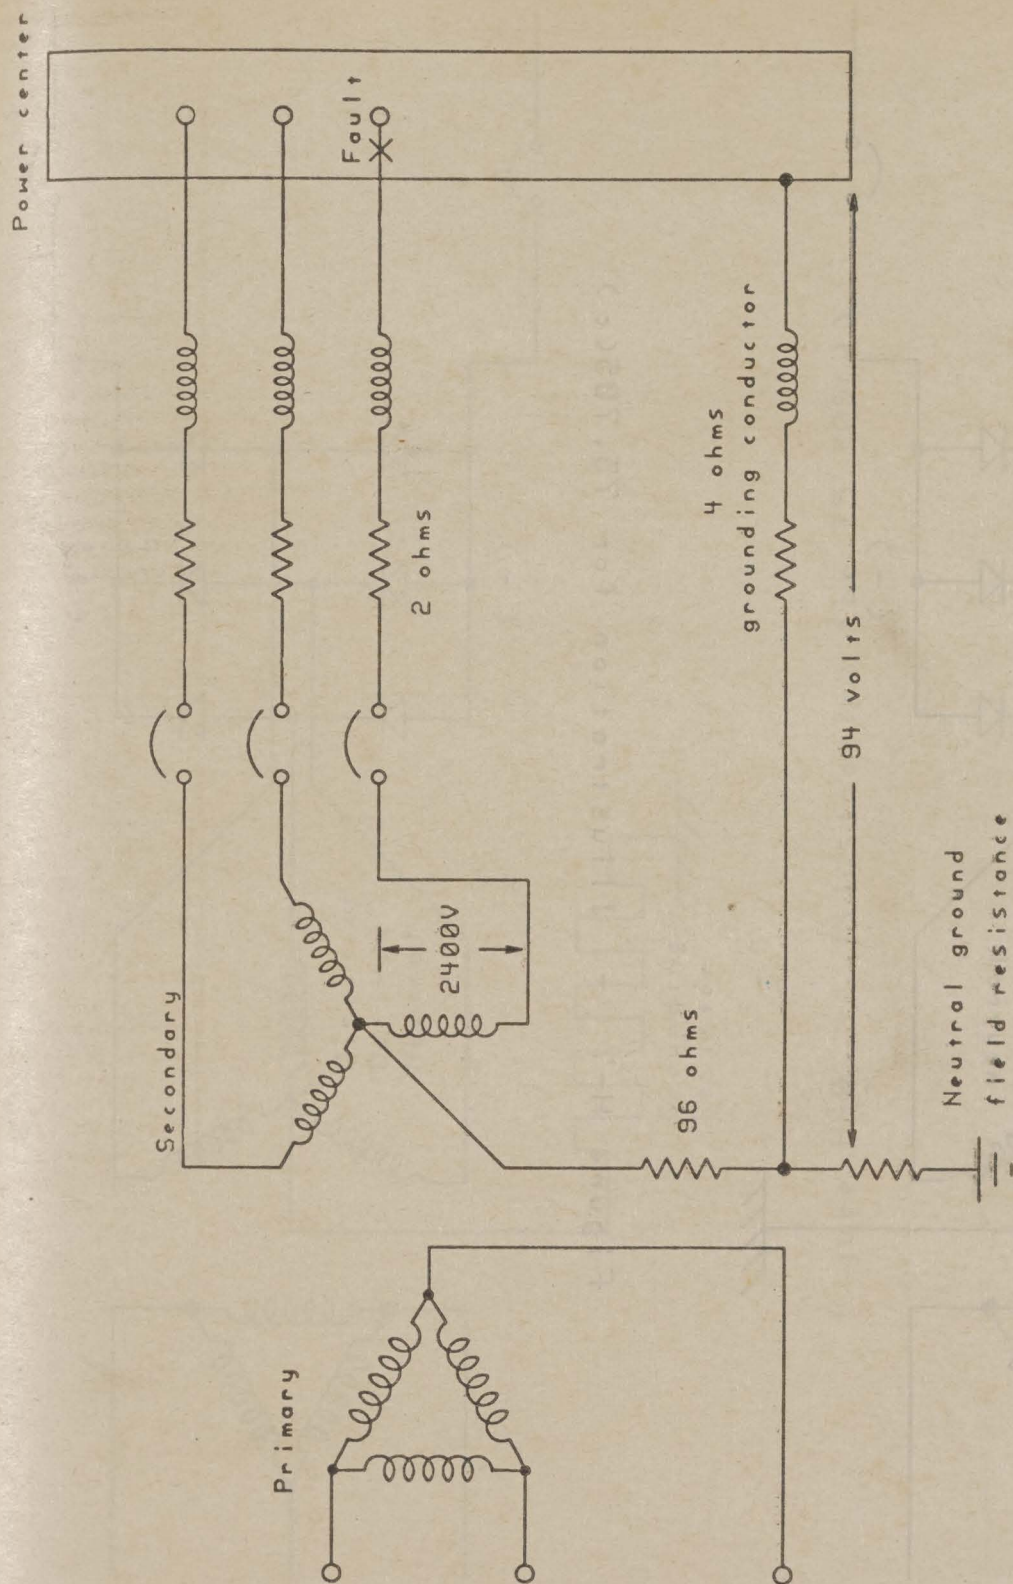 Primary
Secondary
2400V
96 ohms
Neutral ground
field resistance
94 volts
2 ohms
4 ohms
grounding conductor
Fault
Power center